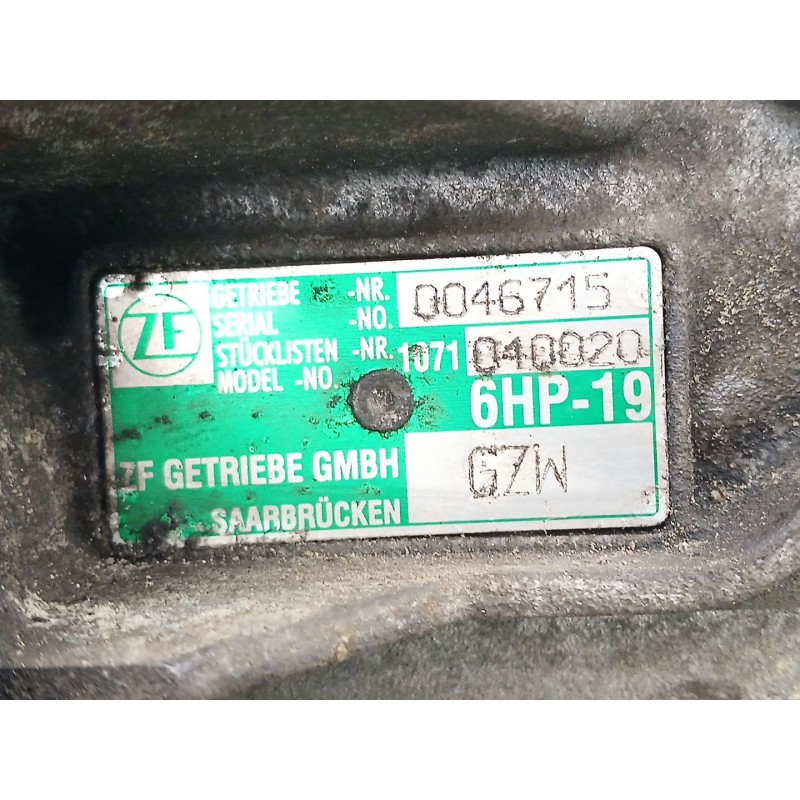 ZF
GETRIEBE -NR. 0046715
SERIAL -NO.
STÜCKLISTEN -NR. 1071 040020
MODEL -NO.
6HP-19
ZF GETRIEBE GMBH GZW
SAARBRÜCKEN